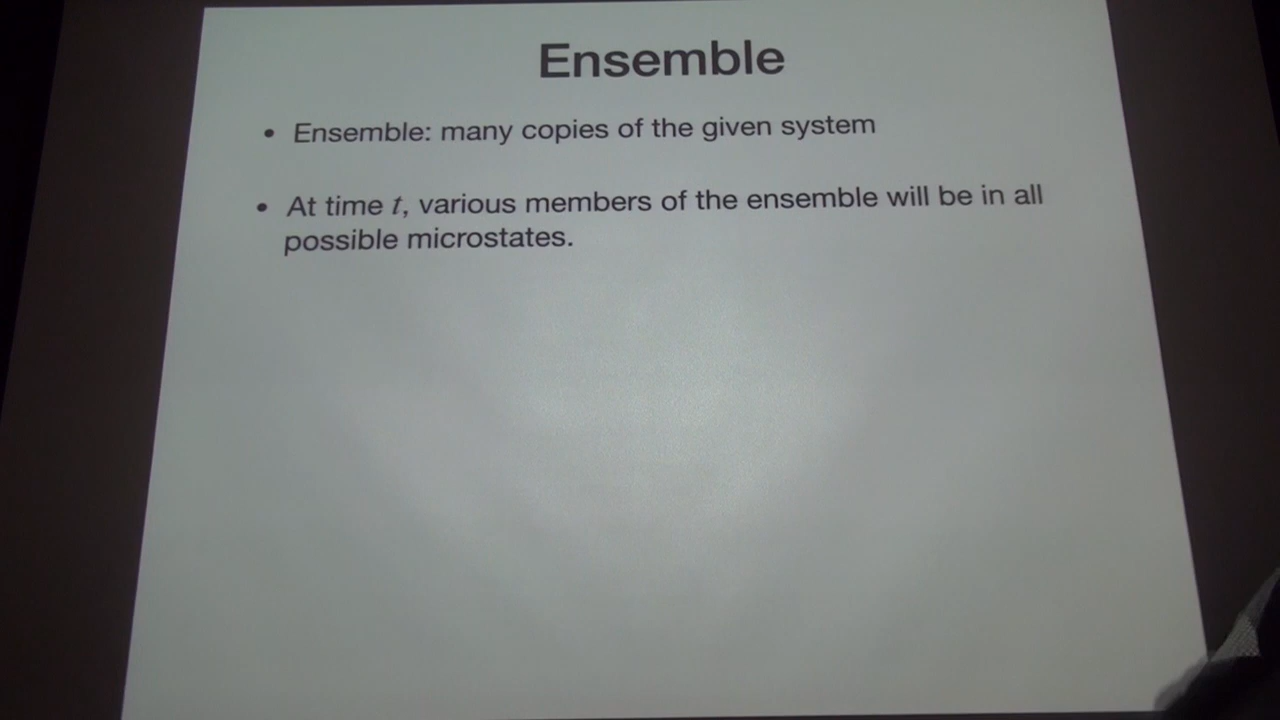 Ensemble
• Ensemble: many copies of the given system
• At time t, various members of the ensemble will be in all
possible microstates.